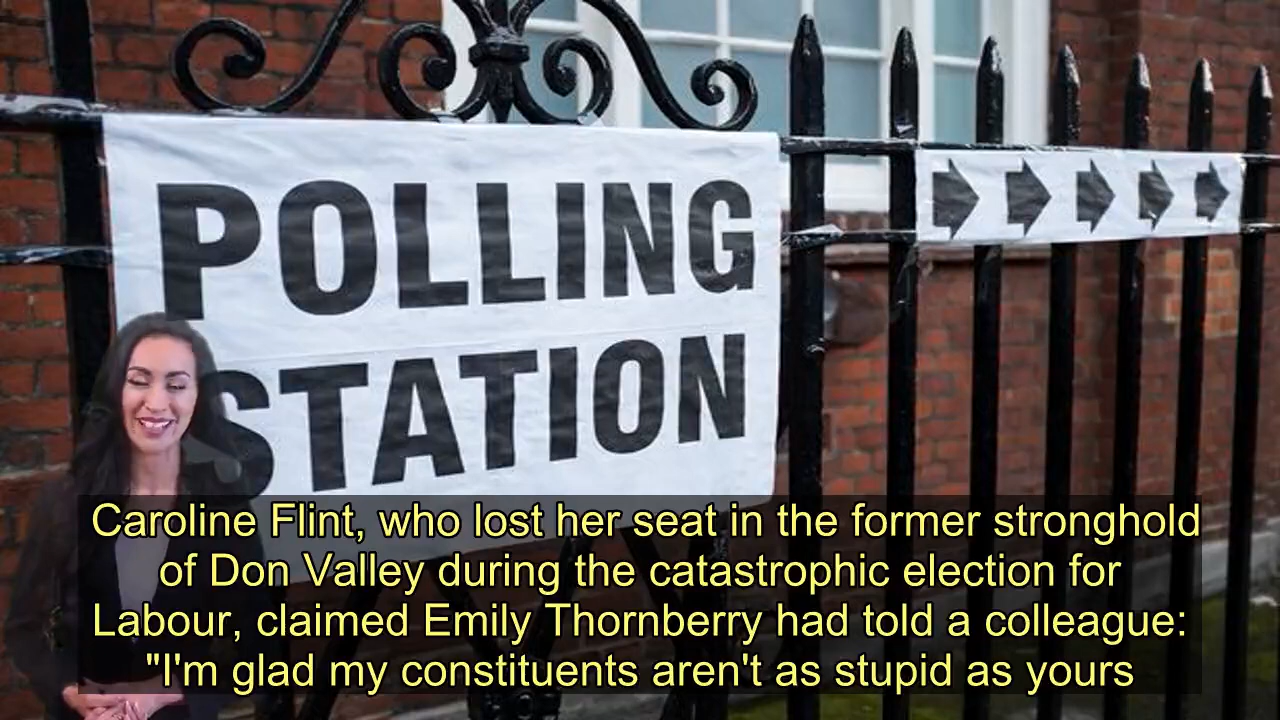 POLLING
STATION
Caroline Flint, who lost her seat in the former stronghold
of Don Valley during the catastrophic election for
Labour, claimed Emily Thornberry had told a colleague:
"I'm glad my constituents aren't as stupid as yours